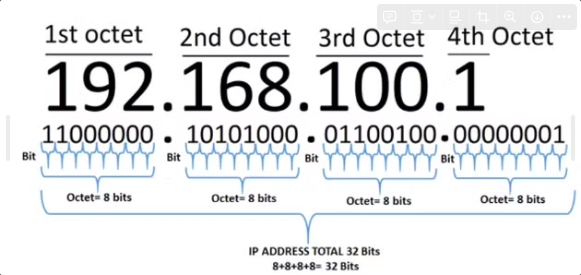 1st octet 2nd Octet 3rd Octet 4th Octet
192.168.100.1
11000000 . 10101000 . 01100100 . 00000001
Bit Bit Bit Bit
Octet= 8 bits Octet= 8 bits Octet= 8 bits Octet= 8 bits
IP ADDRESS TOTAL 32 Bits
8+8+8+8= 32 Bits